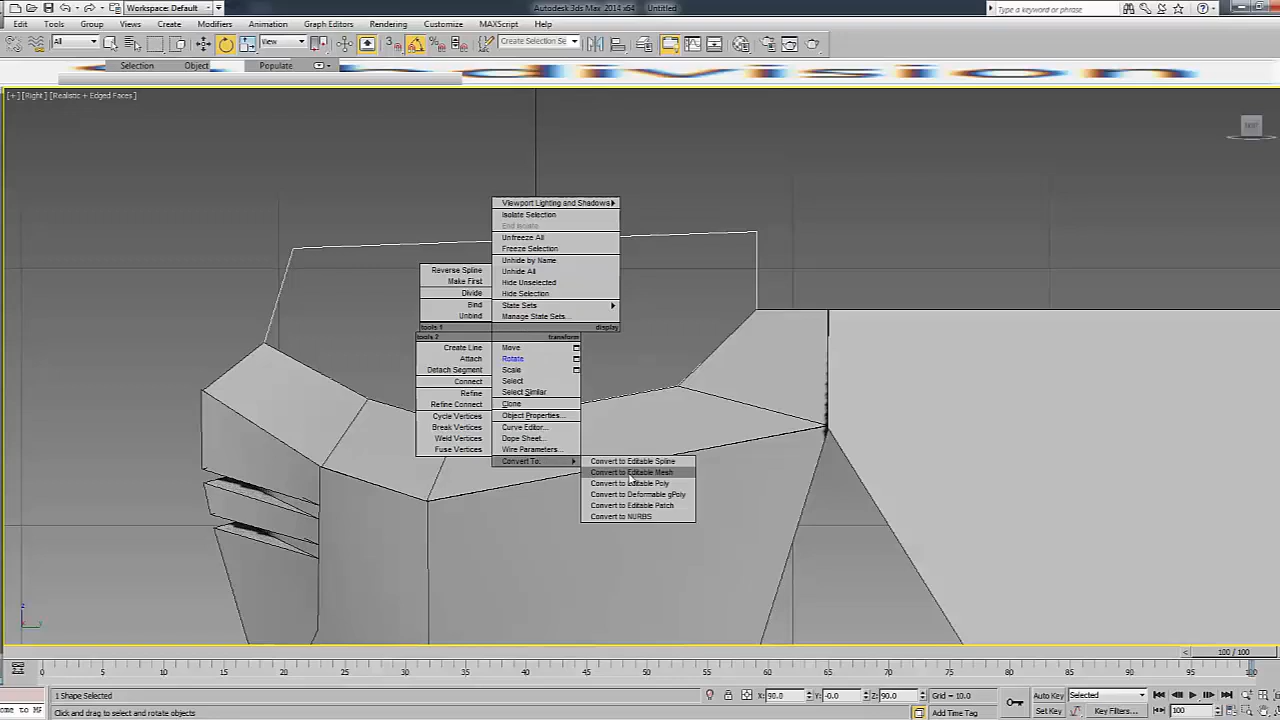 Workspace: Default
Autodesk 3ds Max 2014 x64 Untitled
Type a keyword or phrase
Edit Tools Group Views Create Modifiers Animation Graph Editors Rendering Customize MAXScript Help
All View Create Selection Se
Selection Object Populate
[+] [Right] [Realistic + Edged Faces]
Viewport Lighting and Shadows
Isolate Selection
End Isolate
Unfreeze All
Freeze Selection
Unhide by Name
Unhide All
Hide Unselected
Hide Selection
State Sets
Manage State Sets...
Reverse Spline
Make First
Divide
Bind
Unbind
tools 1 display
tools 2 transform
Create Line
Attach
Detach Segment
Connect
Refine
Refine Connect
Cycle Vertices
Break Vertices
Weld Vertices
Fuse Vertices
Move
Rotate
Scale
Select
Select Similar
Clone
Object Properties...
Curve Editor...
Dope Sheet...
Wire Parameters...
Convert To:
Convert to Editable Spline
Convert to Editable Mesh
Convert to Editable Poly
Convert to Deformable gPoly
Convert to Editable Patch
Convert to NURBS
100 / 100
0 5 10 15 20 25 30 35 40 45 50 55 60 65 70 75 80 85 90 95 100
1 Shape Selected X: 90.0 Y: -0.0 Z: 90.0 Grid = 10.0 Auto Key Selected
Click and drag to select and rotate objects Add Time Tag Set Key Key Filters... 100